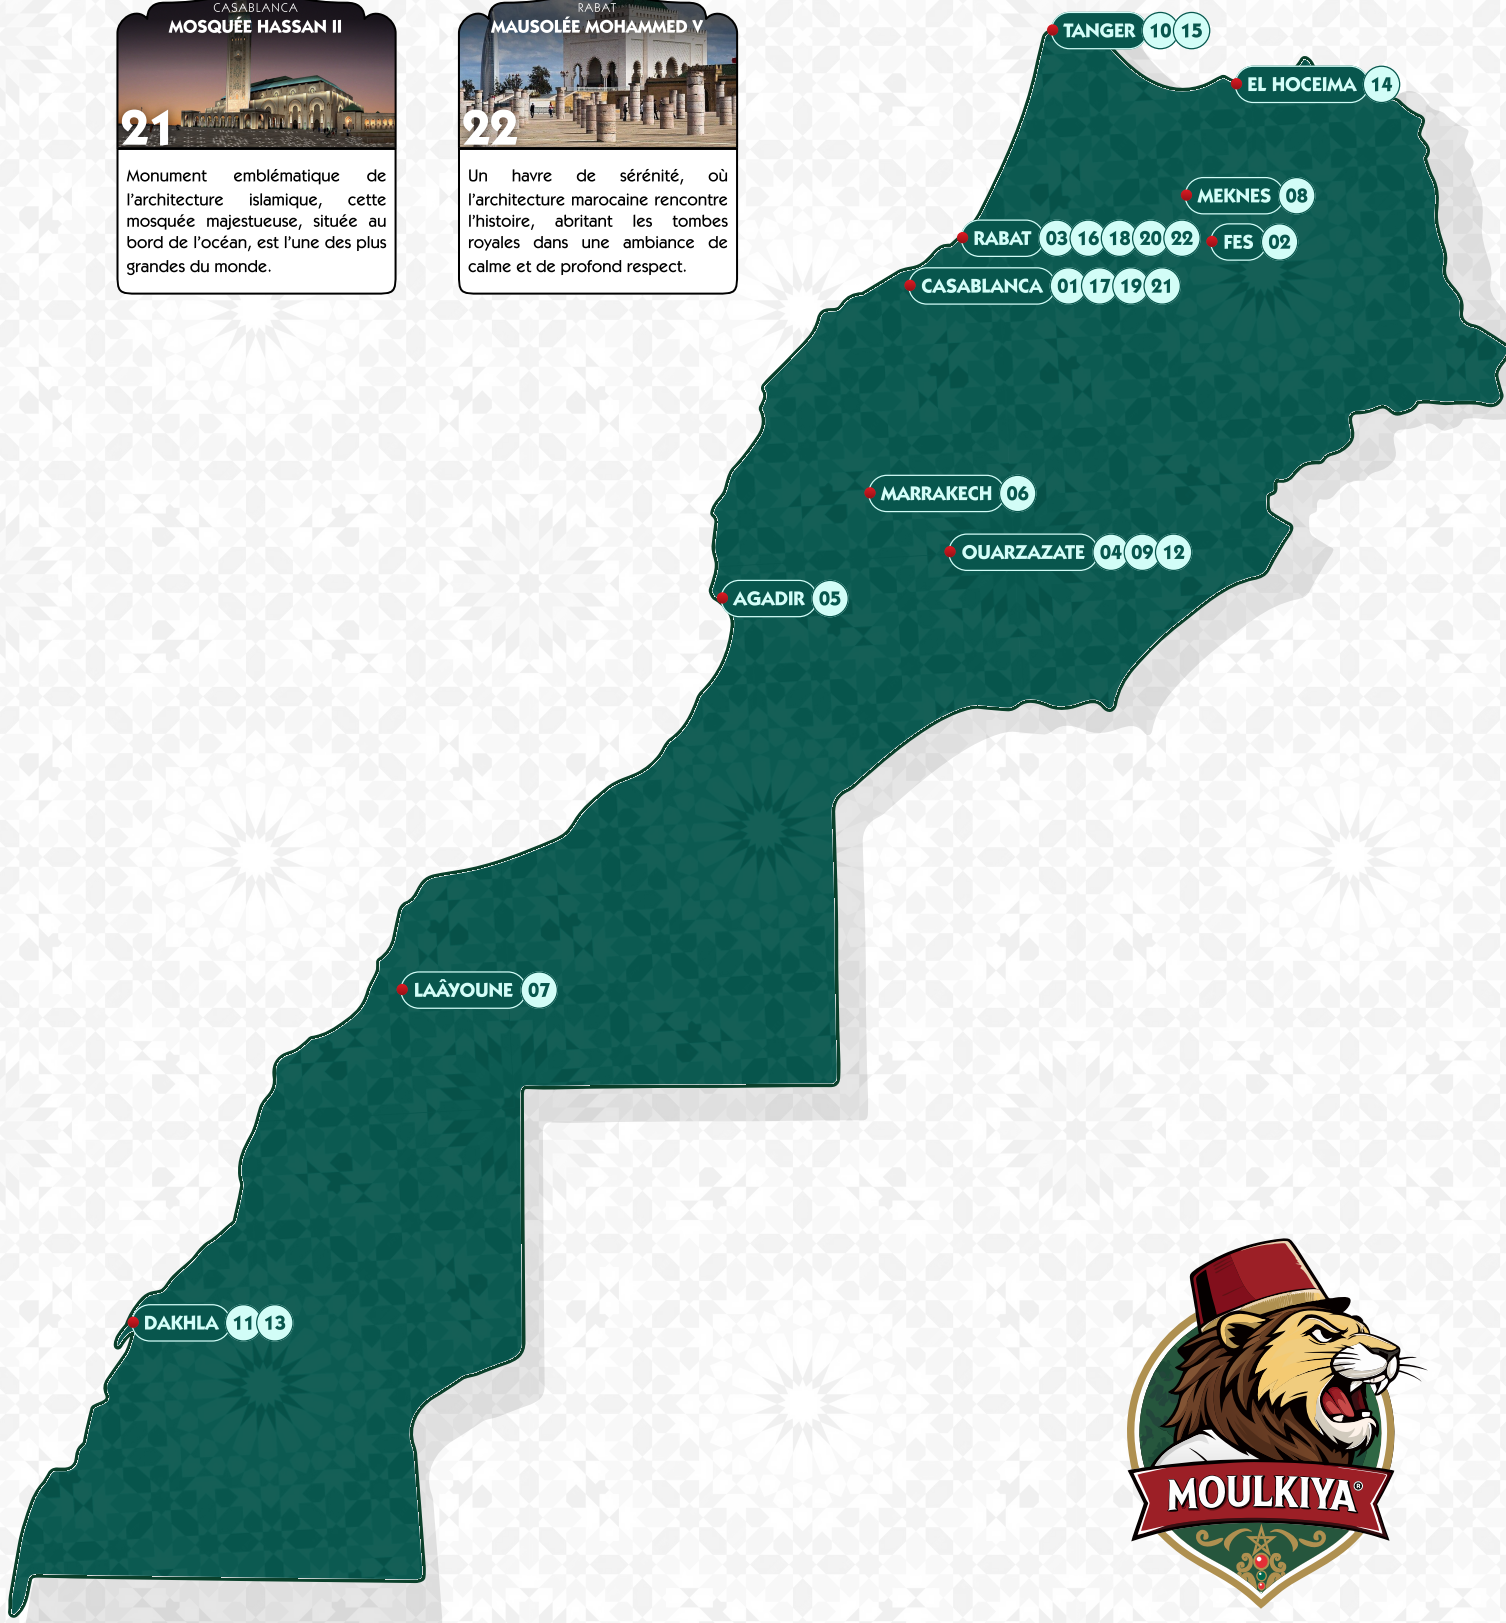 CASABLANCA
MOSQUÉE HASSAN II
21
Monument emblématique de
l'architecture islamique, cette
mosquée majestueuse, située au
bord de l'océan, est l'une des plus
grandes du monde.
RABAT
MAUSOLÉE MOHAMMED V
22
Un havre de sérénité, où
l'architecture marocaine rencontre
l'histoire, abritant les tombes
royales dans une ambiance de
calme et de profond respect.
TANGER 10 15
EL HOCEIMA 14
MEKNES 08
RABAT 03 16 18 20 22
FES 02
CASABLANCA 01 17 19 21
MARRAKECH 06
OUARZAZATE 04 09 12
AGADIR 05
LAÂYOUNE 07
DAKHLA 11 13
MOULKIYA®